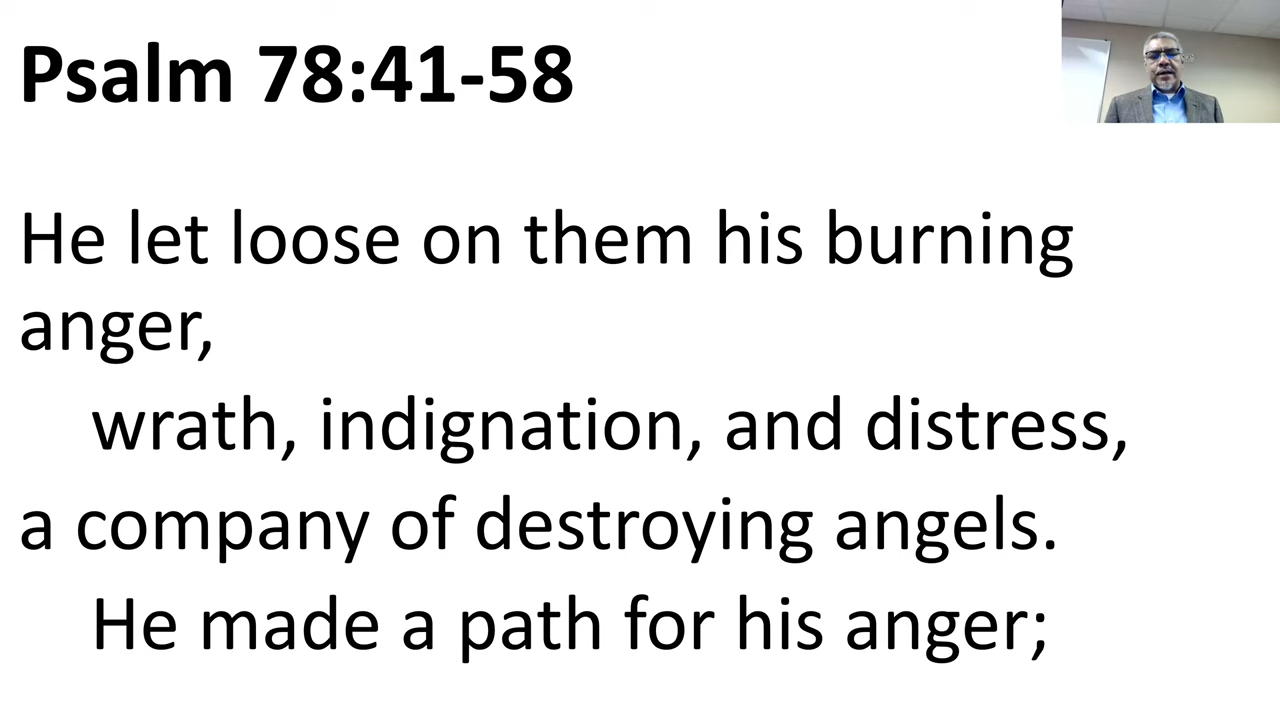 Psalm 78:41-58
He let loose on them his burning
anger,
wrath, indignation, and distress,
a company of destroying angels.
He made a path for his anger;